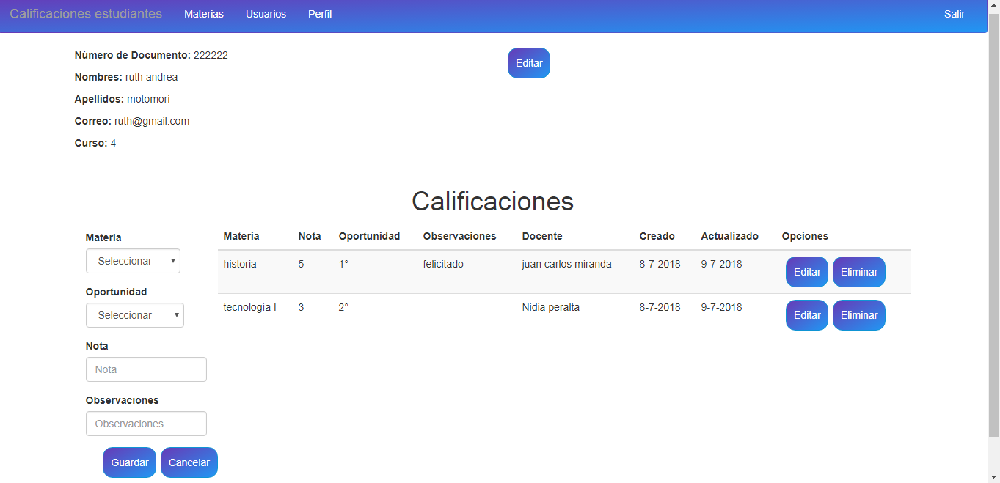 Calificaciones estudiantes Materias Usuarios Perfil Salir
Número de Documento: 222222 Editar
Nombres: ruth andrea
Apellidos: motomori
Correo: ruth@gmail.com
Curso: 4
Calificaciones
Materia
Seleccionar
Oportunidad
Seleccionar
Nota
Nota
Observaciones
Observaciones
Guardar Cancelar
Materia Nota Oportunidad Observaciones Docente Creado Actualizado Opciones
historia 5 1° felicitado juan carlos miranda 8-7-2018 9-7-2018 Editar Eliminar
tecnología I 3 2° Nidia peralta 8-7-2018 9-7-2018 Editar Eliminar